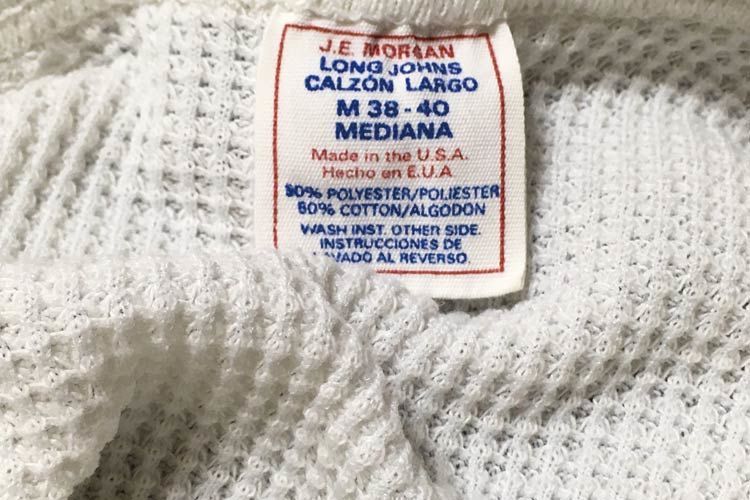 J.E. MORGAN
LONG JOHNS
CALZÓN LARGO
M 38-40
MEDIANA
Made in the U.S.A.
Hecho en E.U.A
50% POLYESTER/POLIESTER
50% COTTON/ALGODON
WASH INST. OTHER SIDE.
INSTRUCCIONES DE
LAVADO AL REVERSO.